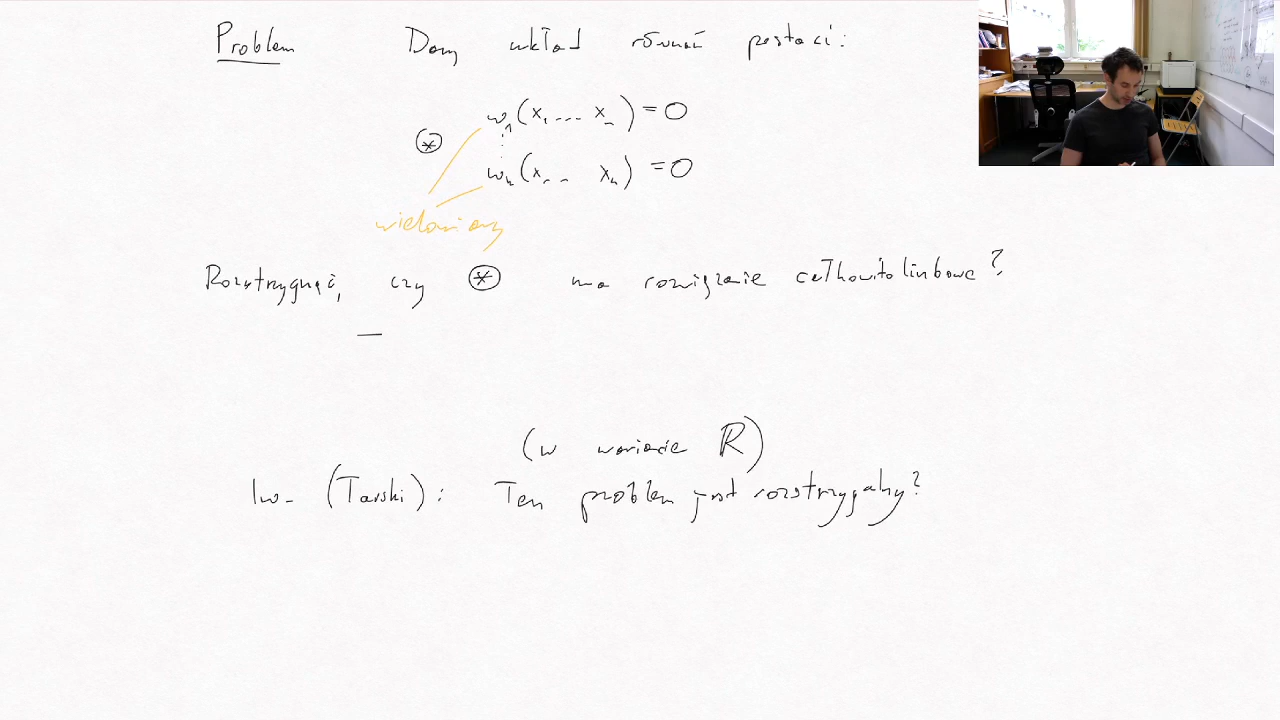 Problem Dany układ równań postaci:
w₁(x₁... xₙ) = 0
⊛
wₖ(x₁... xₙ) = 0
wielomiany
Rozstrzygnąć, czy ⊛ ma rozwiązanie całkowitoliczbowe?
(w wariancie ℝ)
Tw. (Tarski): Ten problem jest rozstrzygalny?